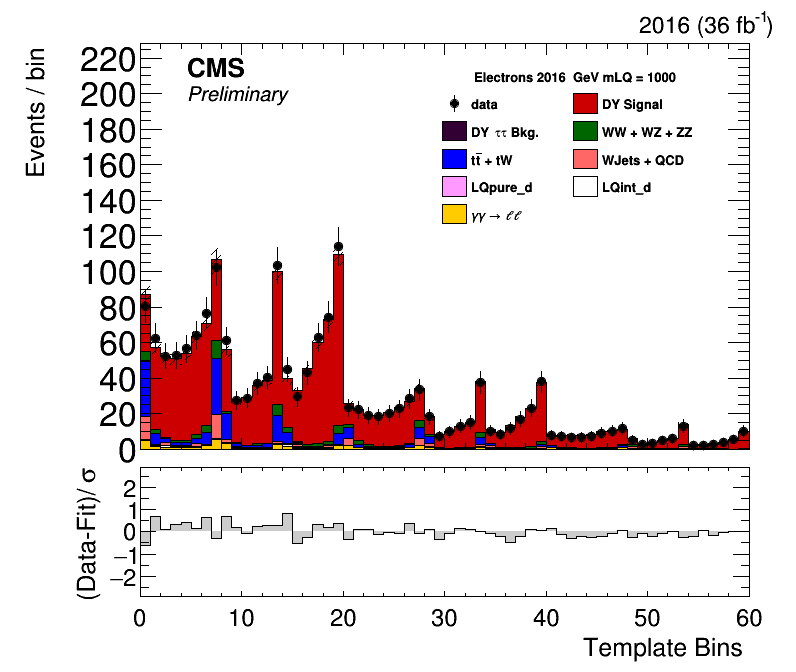 2016 (36 fb-1)
Events / bin
CMS
Preliminary
Electrons 2016 GeV mLQ = 1000
data
DY Signal
DY ττ Bkg.
WW + WZ + ZZ
tt̄ + tW
WJets + QCD
LQpure_d
LQint_d
γγ → ℓℓ
220
200
180
160
140
120
100
80
60
40
20
0
(Data-Fit)/ σ
2
1
0
−1
−2
0 10 20 30 40 50 60
Template Bins